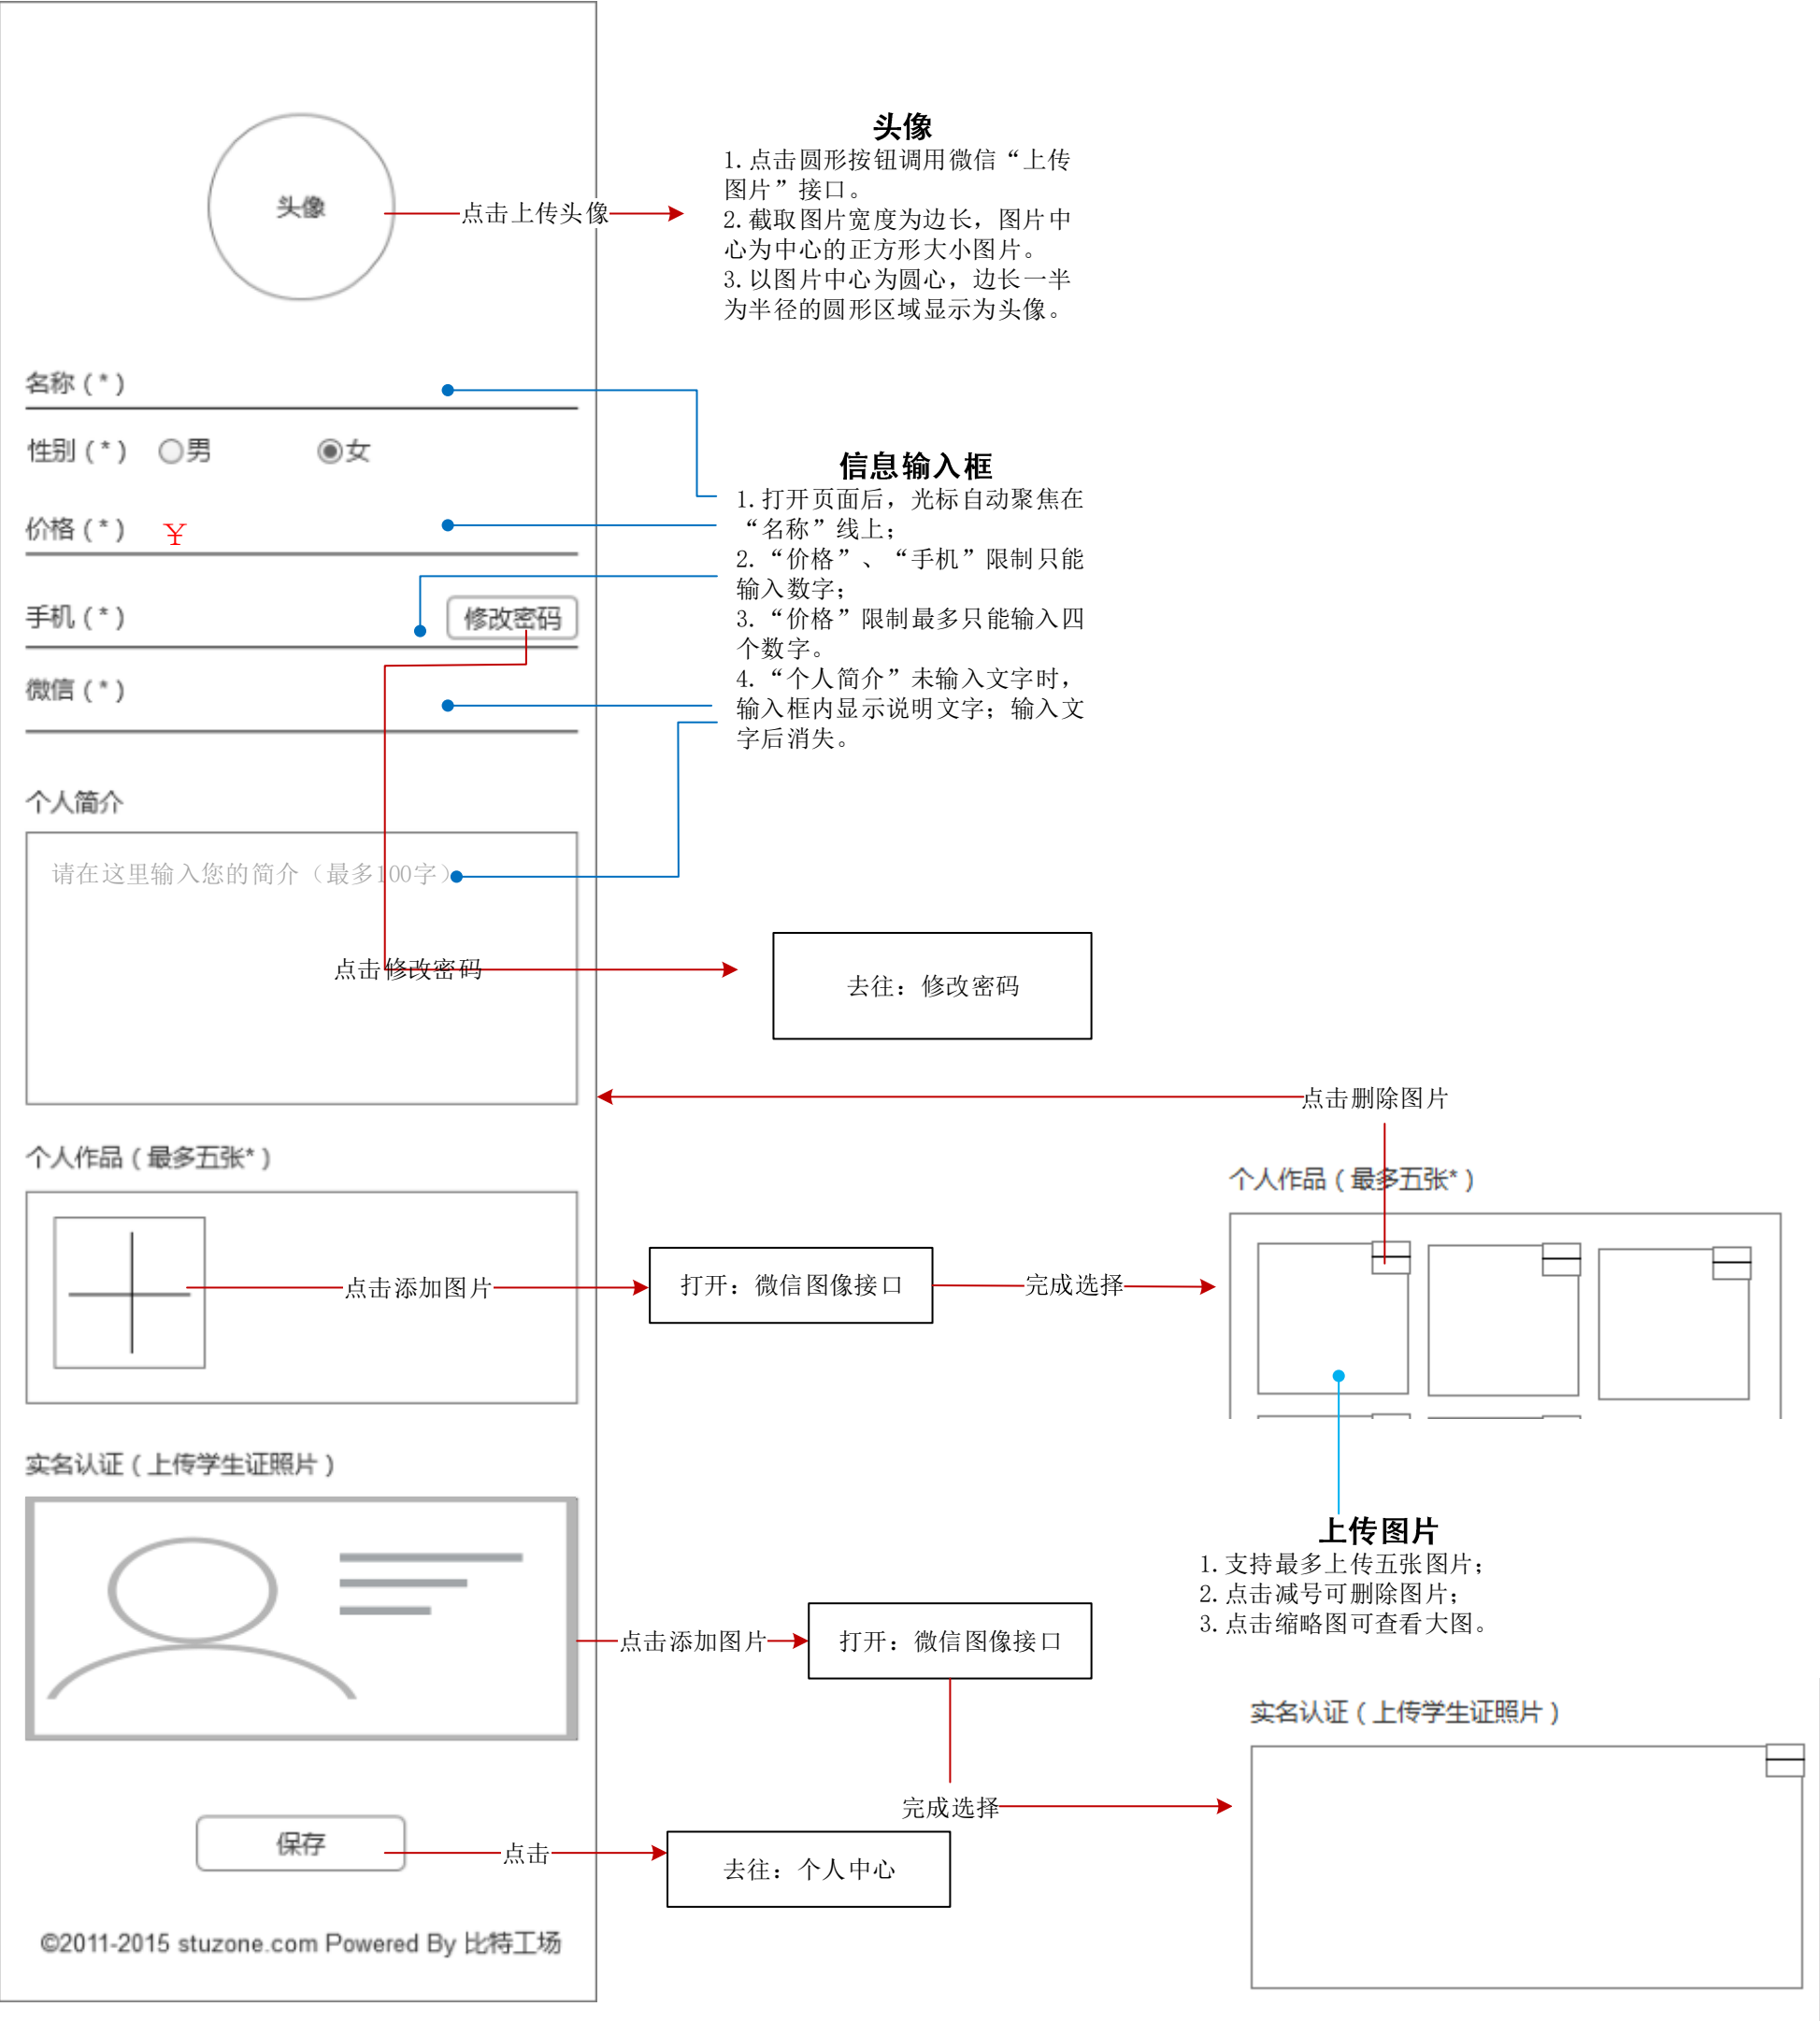 头像
点击上传头像
头像
1.点击圆形按钮调用微信“上传
图片”接口。
2.截取图片宽度为边长，图片中
心为中心的正方形大小图片。
3.以图片中心为圆心，边长一半
为半径的圆形区域显示为头像。
名称（*）
性别（*） 男 女
价格（*） ￥
手机（*） 修改密码
微信（*）
信息输入框
1.打开页面后，光标自动聚焦在
“名称”线上；
2.“价格”、“手机”限制只能
输入数字；
3.“价格”限制最多只能输入四
个数字。
4.“个人简介”未输入文字时，
输入框内显示说明文字；输入文
字后消失。
个人简介
请在这里输入您的简介（最多100字）
点击修改密码
去往：修改密码
点击删除图片
个人作品（最多五张*）
点击添加图片
打开：微信图像接口
完成选择
个人作品（最多五张*）
上传图片
1.支持最多上传五张图片；
2.点击减号可删除图片；
3.点击缩略图可查看大图。
实名认证（上传学生证照片）
点击添加图片
打开：微信图像接口
完成选择
实名认证（上传学生证照片）
保存
点击
去往：个人中心
©2011-2015 stuzone.com Powered By 比特工场